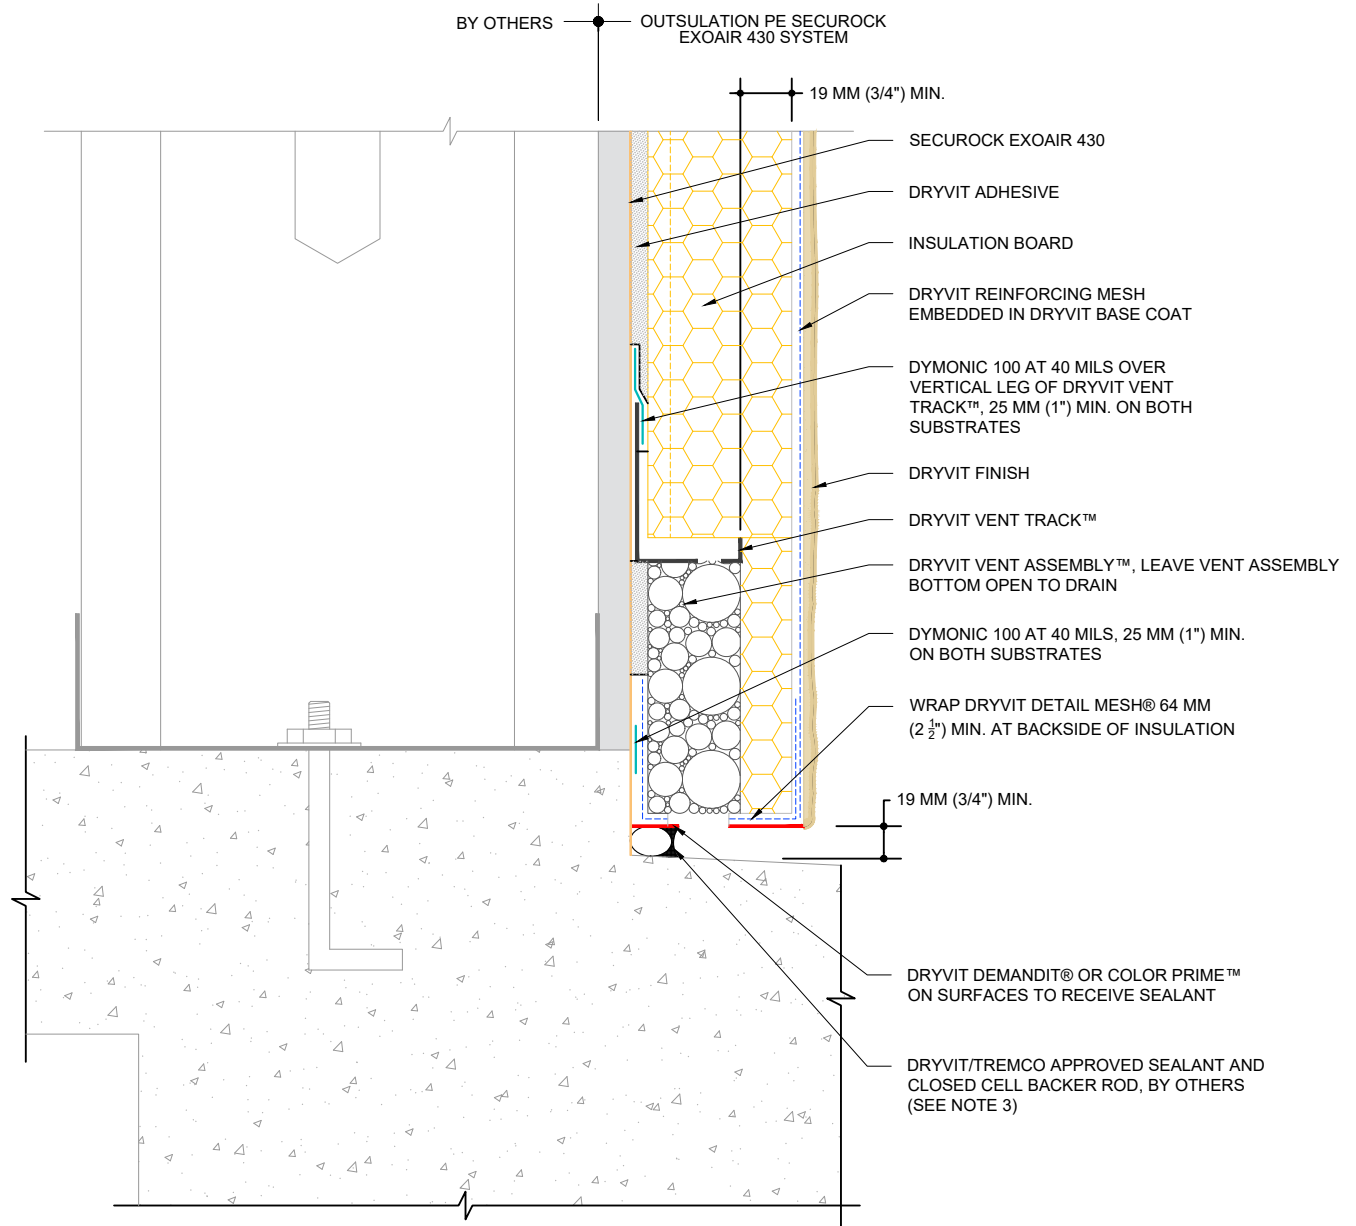 BY OTHERS
OUTSULATION PE SECUROCK
EXOAIR 430 SYSTEM
19 MM (3/4") MIN.
SECUROCK EXOAIR 430
DRYVIT ADHESIVE
INSULATION BOARD
DRYVIT REINFORCING MESH
EMBEDDED IN DRYVIT BASE COAT
DYMONIC 100 AT 40 MILS OVER
VERTICAL LEG OF DRYVIT VENT
TRACK™, 25 MM (1") MIN. ON BOTH
SUBSTRATES
DRYVIT FINISH
DRYVIT VENT TRACK™
DRYVIT VENT ASSEMBLY™, LEAVE VENT ASSEMBLY
BOTTOM OPEN TO DRAIN
DYMONIC 100 AT 40 MILS, 25 MM (1") MIN.
ON BOTH SUBSTRATES
WRAP DRYVIT DETAIL MESH® 64 MM
(2 1/2") MIN. AT BACKSIDE OF INSULATION
19 MM (3/4") MIN.
DRYVIT DEMANDIT® OR COLOR PRIME™
ON SURFACES TO RECEIVE SEALANT
DRYVIT/TREMCO APPROVED SEALANT AND
CLOSED CELL BACKER ROD, BY OTHERS
(SEE NOTE 3)